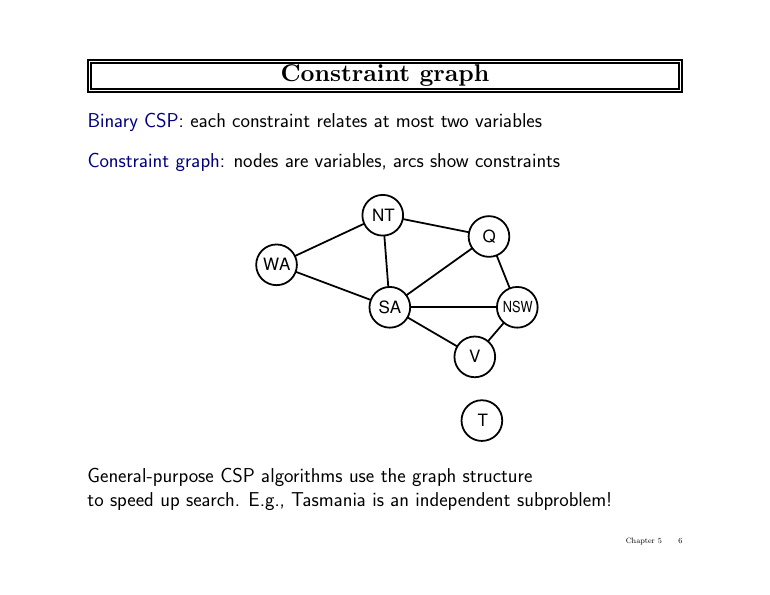 Constraint graph
Binary CSP: each constraint relates at most two variables
Constraint graph: nodes are variables, arcs show constraints
NT
Q
WA
SA
NSW
V
T
General-purpose CSP algorithms use the graph structure
to speed up search. E.g., Tasmania is an independent subproblem!
Chapter 5 6